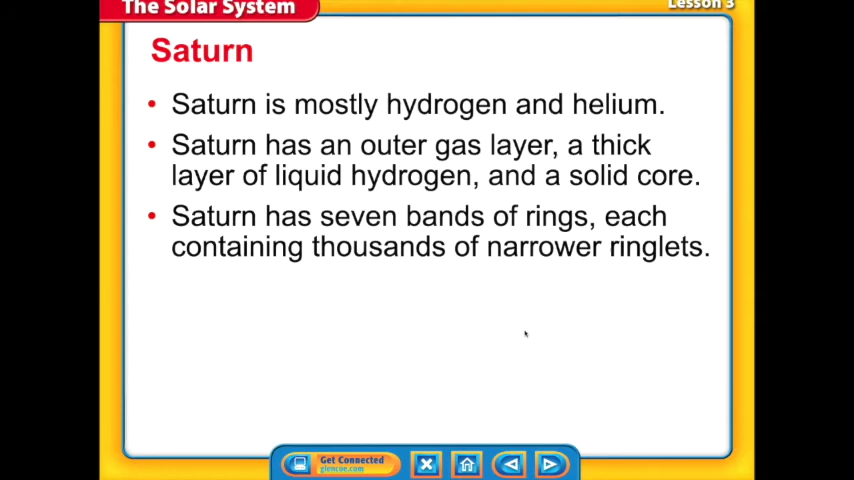 The Solar System
Lesson 3
Saturn
• Saturn is mostly hydrogen and helium.
• Saturn has an outer gas layer, a thick
layer of liquid hydrogen, and a solid core.
• Saturn has seven bands of rings, each
containing thousands of narrower ringlets.
Get Connected
glencoe.com